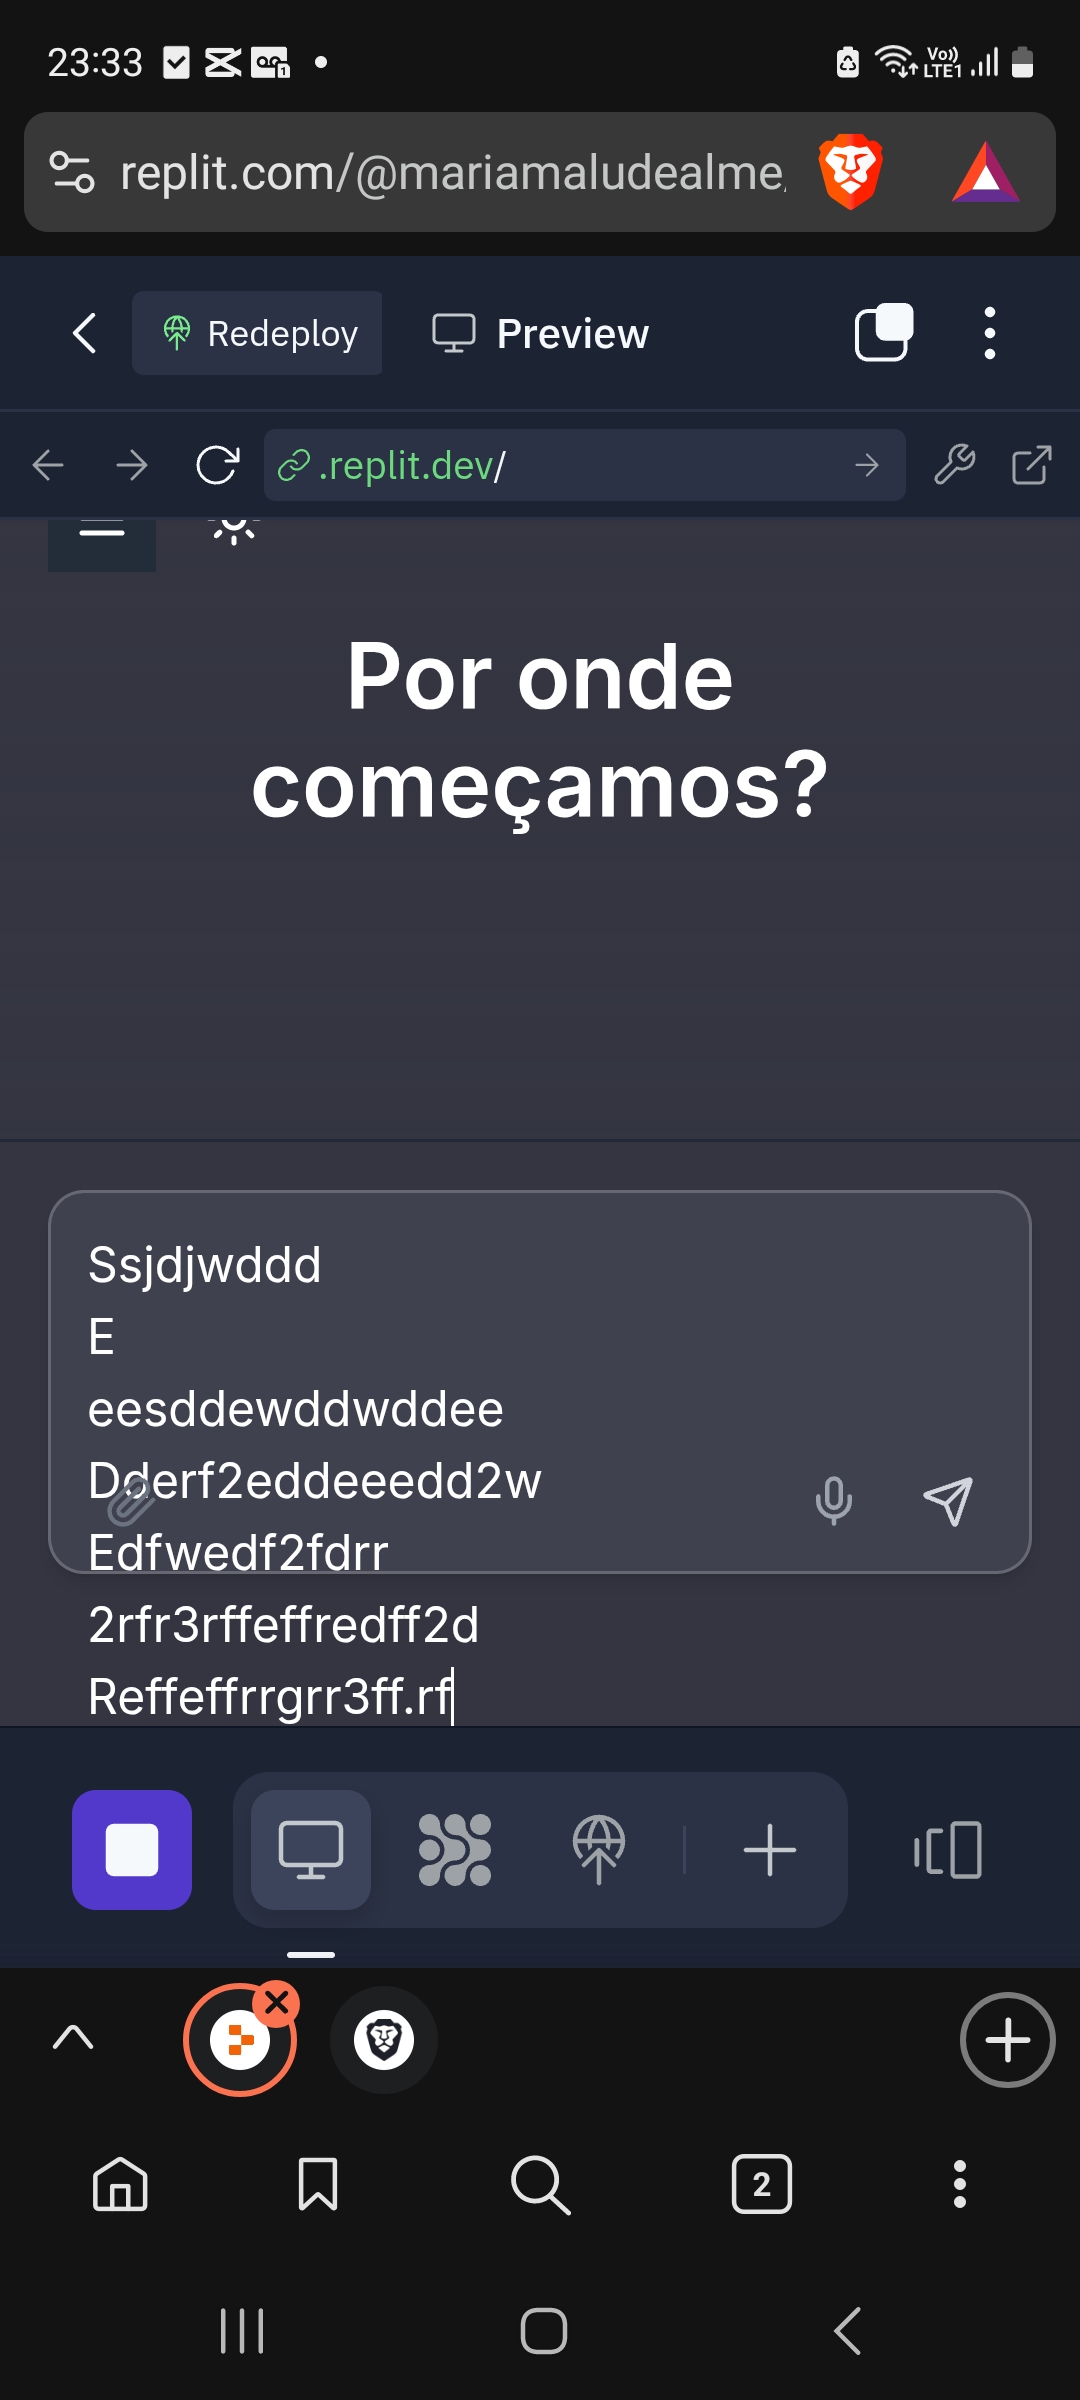 23:33
Vo))
LTE1
1
replit.com/@mariamaludealme
Redeploy
Preview
.replit.dev/
Por onde
começamos?
Ssjdjwddd
E
eesddewddwddee
Dderf2eddeeedd2w
Edfwedf2fdrr
2rfr3rffeffredff2d
Reffeffrrgrr3ff.rf
2